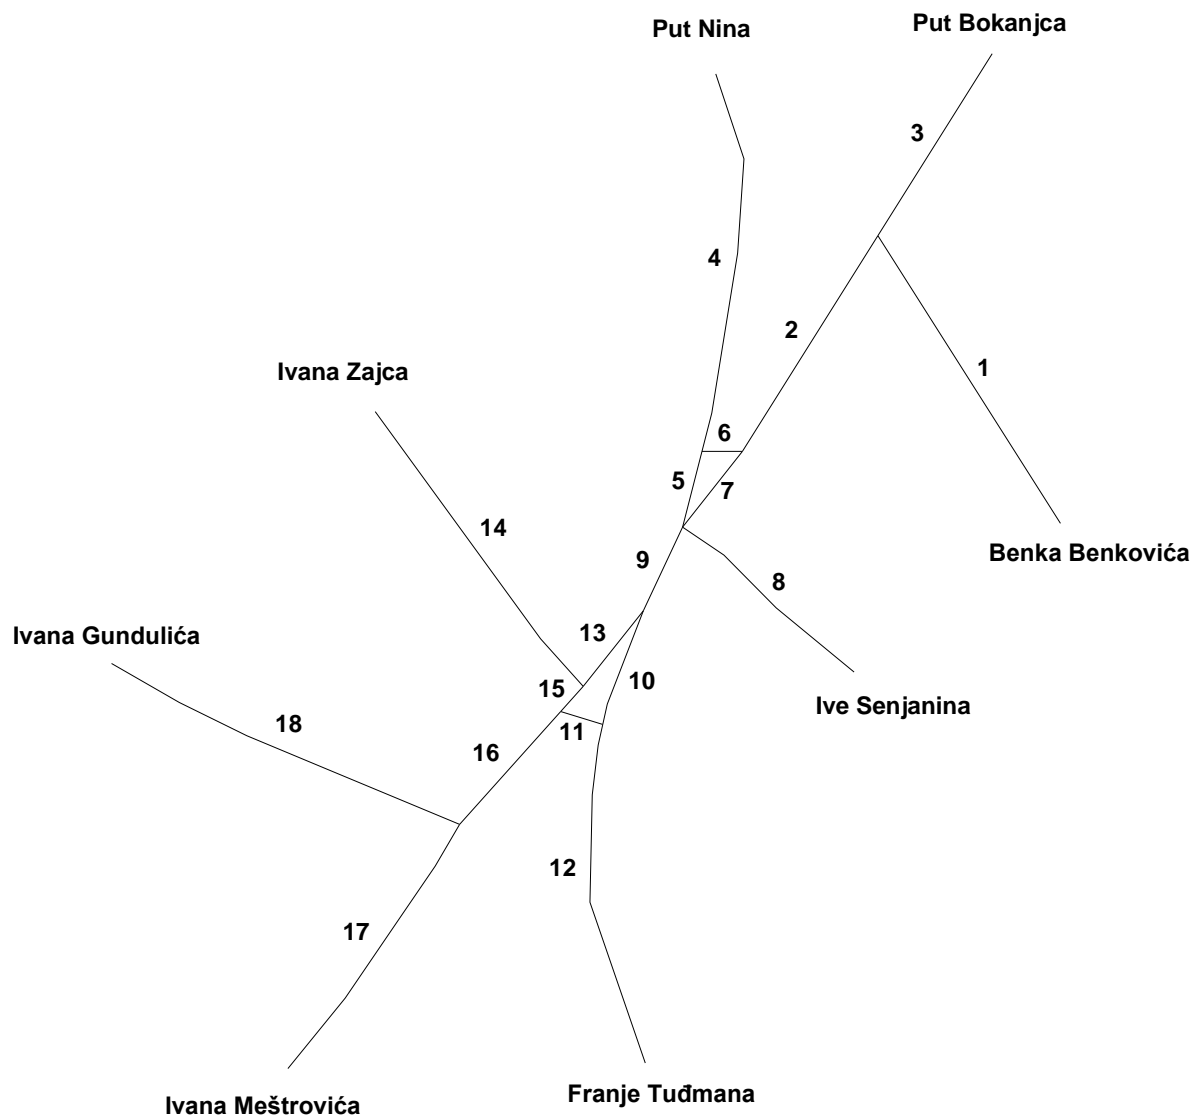 Put Nina
Put Bokanjca
3
4
2
1
Ivana Zajca
6
5
7
14
Benka Benkovića
9
8
Ivana Gundulića
13
10
15
Ive Senjanina
18
11
16
12
17
Franje Tuđmana
Ivana Meštrovića